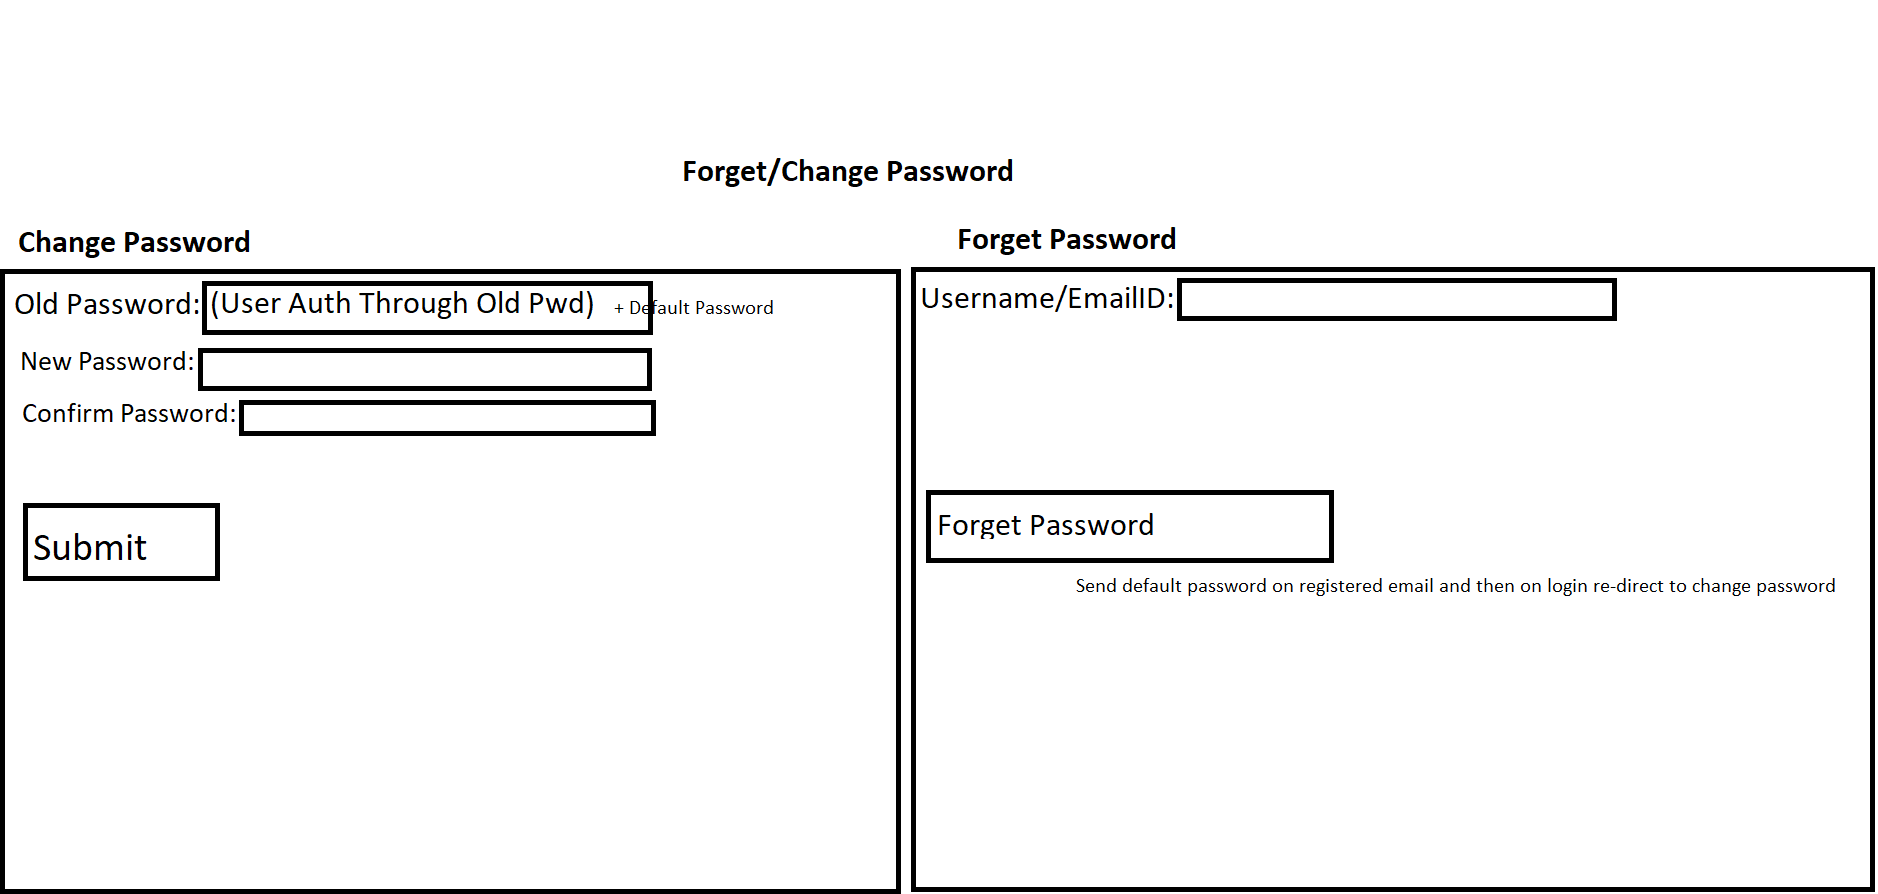 Forget/Change Password
Change Password
Old Password: (User Auth Through Old Pwd) + Default Password
New Password:
Confirm Password:
Submit
Forget Password
Username/EmailID:
Forget Password
Send default password on registered email and then on login re-direct to change password